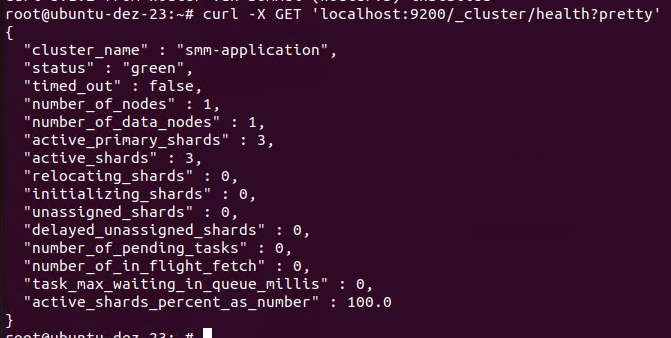 root@ubuntu-dez-23:~# curl -X GET 'localhost:9200/_cluster/health?pretty'
{
  "cluster_name" : "smm-application",
  "status" : "green",
  "timed_out" : false,
  "number_of_nodes" : 1,
  "number_of_data_nodes" : 1,
  "active_primary_shards" : 3,
  "active_shards" : 3,
  "relocating_shards" : 0,
  "initializing_shards" : 0,
  "unassigned_shards" : 0,
  "delayed_unassigned_shards" : 0,
  "number_of_pending_tasks" : 0,
  "number_of_in_flight_fetch" : 0,
  "task_max_waiting_in_queue_millis" : 0,
  "active_shards_percent_as_number" : 100.0
}
root@ubuntu-dez-23:~#